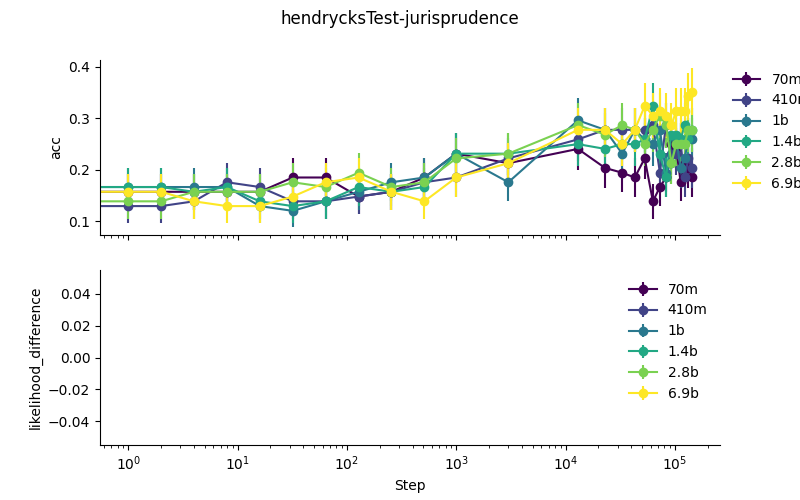 hendrycksTest-jurisprudence
0.4
0.3
0.2
0.1
acc
70m
410m
1b
1.4b
2.8b
6.9b
0.04
0.02
0.00
−0.02
−0.04
likelihood_difference
70m
410m
1b
1.4b
2.8b
6.9b
10⁰ 10¹ 10² 10³ 10⁴ 10⁵
Step